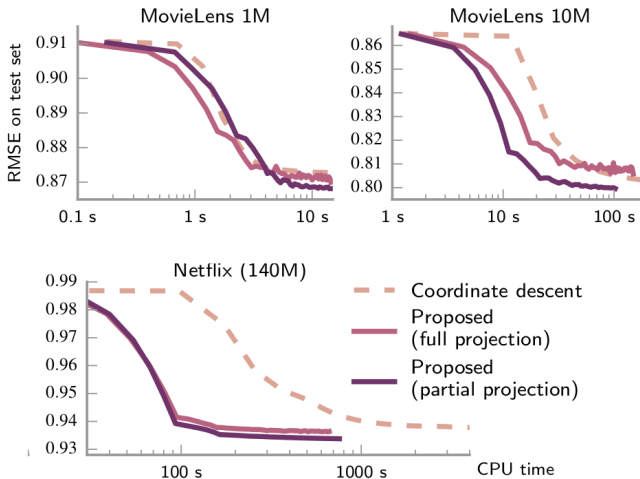 MovieLens 1M
MovieLens 10M
RMSE on test set
0.91
0.90
0.89
0.88
0.87
0.1 s
1 s
10 s
0.86
0.85
0.84
0.83
0.82
0.81
0.80
1 s
10 s
100 s
Netflix (140M)
0.99
0.98
0.97
0.96
0.95
0.94
0.93
100 s
1000 s
CPU time
Coordinate descent
Proposed
(full projection)
Proposed
(partial projection)